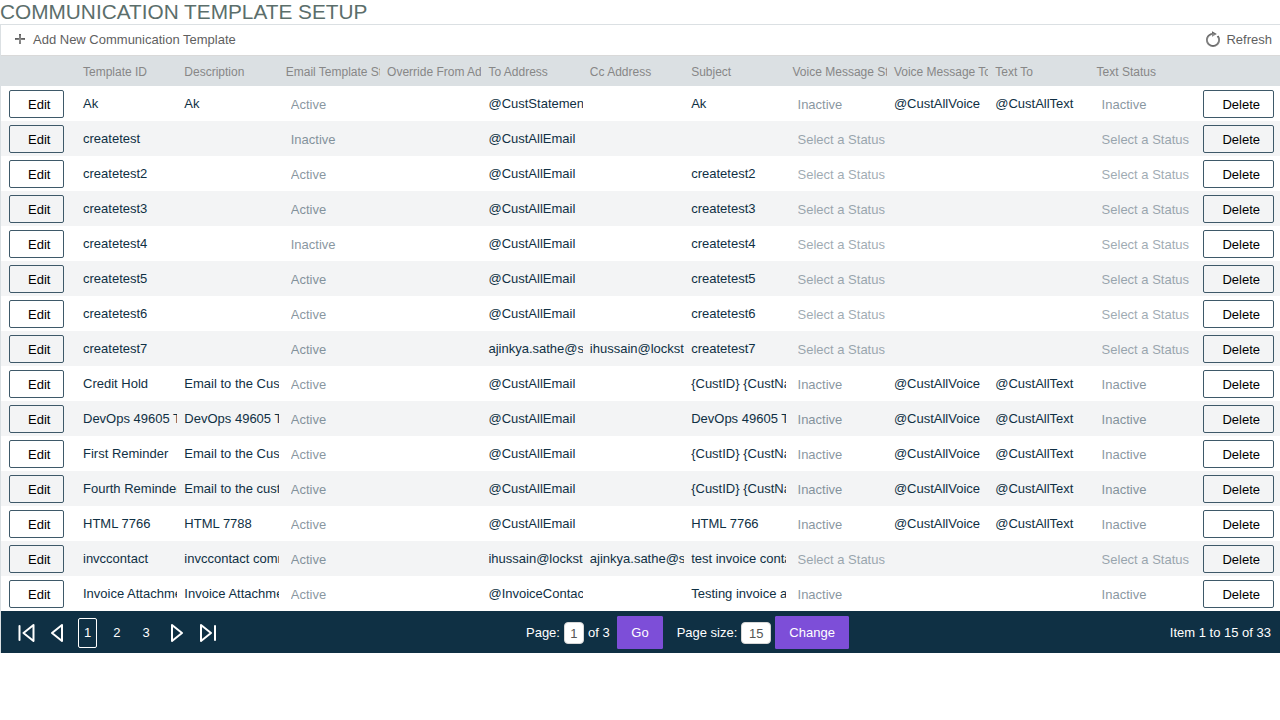 COMMUNICATION TEMPLATE SETUP
Add New Communication Template Refresh
Template ID Description Email Template St Override From Ad To Address Cc Address Subject Voice Message St Voice Message To Text To Text Status
Edit Ak Ak Active @CustStatemen Ak Inactive @CustAllVoice @CustAllText Inactive Delete
Edit createtest Inactive @CustAllEmail Select a Status Select a Status Delete
Edit createtest2 Active @CustAllEmail createtest2 Select a Status Select a Status Delete
Edit createtest3 Active @CustAllEmail createtest3 Select a Status Select a Status Delete
Edit createtest4 Inactive @CustAllEmail createtest4 Select a Status Select a Status Delete
Edit createtest5 Active @CustAllEmail createtest5 Select a Status Select a Status Delete
Edit createtest6 Active @CustAllEmail createtest6 Select a Status Select a Status Delete
Edit createtest7 Active ajinkya.sathe@s ihussain@lockst createtest7 Select a Status Select a Status Delete
Edit Credit Hold Email to the Cus Active @CustAllEmail {CustID} {CustNa Inactive @CustAllVoice @CustAllText Inactive Delete
Edit DevOps 49605 T DevOps 49605 T Active @CustAllEmail DevOps 49605 T Inactive @CustAllVoice @CustAllText Inactive Delete
Edit First Reminder Email to the Cus Active @CustAllEmail {CustID} {CustNa Inactive @CustAllVoice @CustAllText Inactive Delete
Edit Fourth Reminde Email to the cust Active @CustAllEmail {CustID} {CustNa Inactive @CustAllVoice @CustAllText Inactive Delete
Edit HTML 7766 HTML 7788 Active @CustAllEmail HTML 7766 Inactive @CustAllVoice @CustAllText Inactive Delete
Edit invccontact invccontact com Active ihussain@lockst ajinkya.sathe@s test invoice conta Select a Status Select a Status Delete
Edit Invoice Attachme Invoice Attachme Active @InvoiceContac Testing invoice a Inactive Inactive Delete
1 2 3 Page: 1 of 3 Go Page size: 15 Change Item 1 to 15 of 33